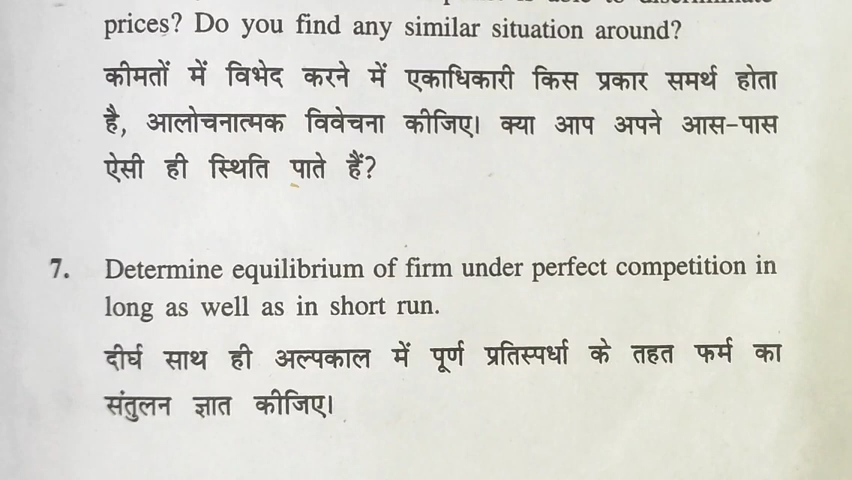 prices? Do you find any similar situation around?
कीमतों में विभेद करने में एकाधिकारी किस प्रकार समर्थ होता
है, आलोचनात्मक विवेचना कीजिए। क्या आप अपने आस-पास
ऐसी ही स्थिति पाते हैं?
7. Determine equilibrium of firm under perfect competition in
long as well as in short run.
दीर्घ साथ ही अल्पकाल में पूर्ण प्रतिस्पर्धा के तहत फर्म का
संतुलन ज्ञात कीजिए।